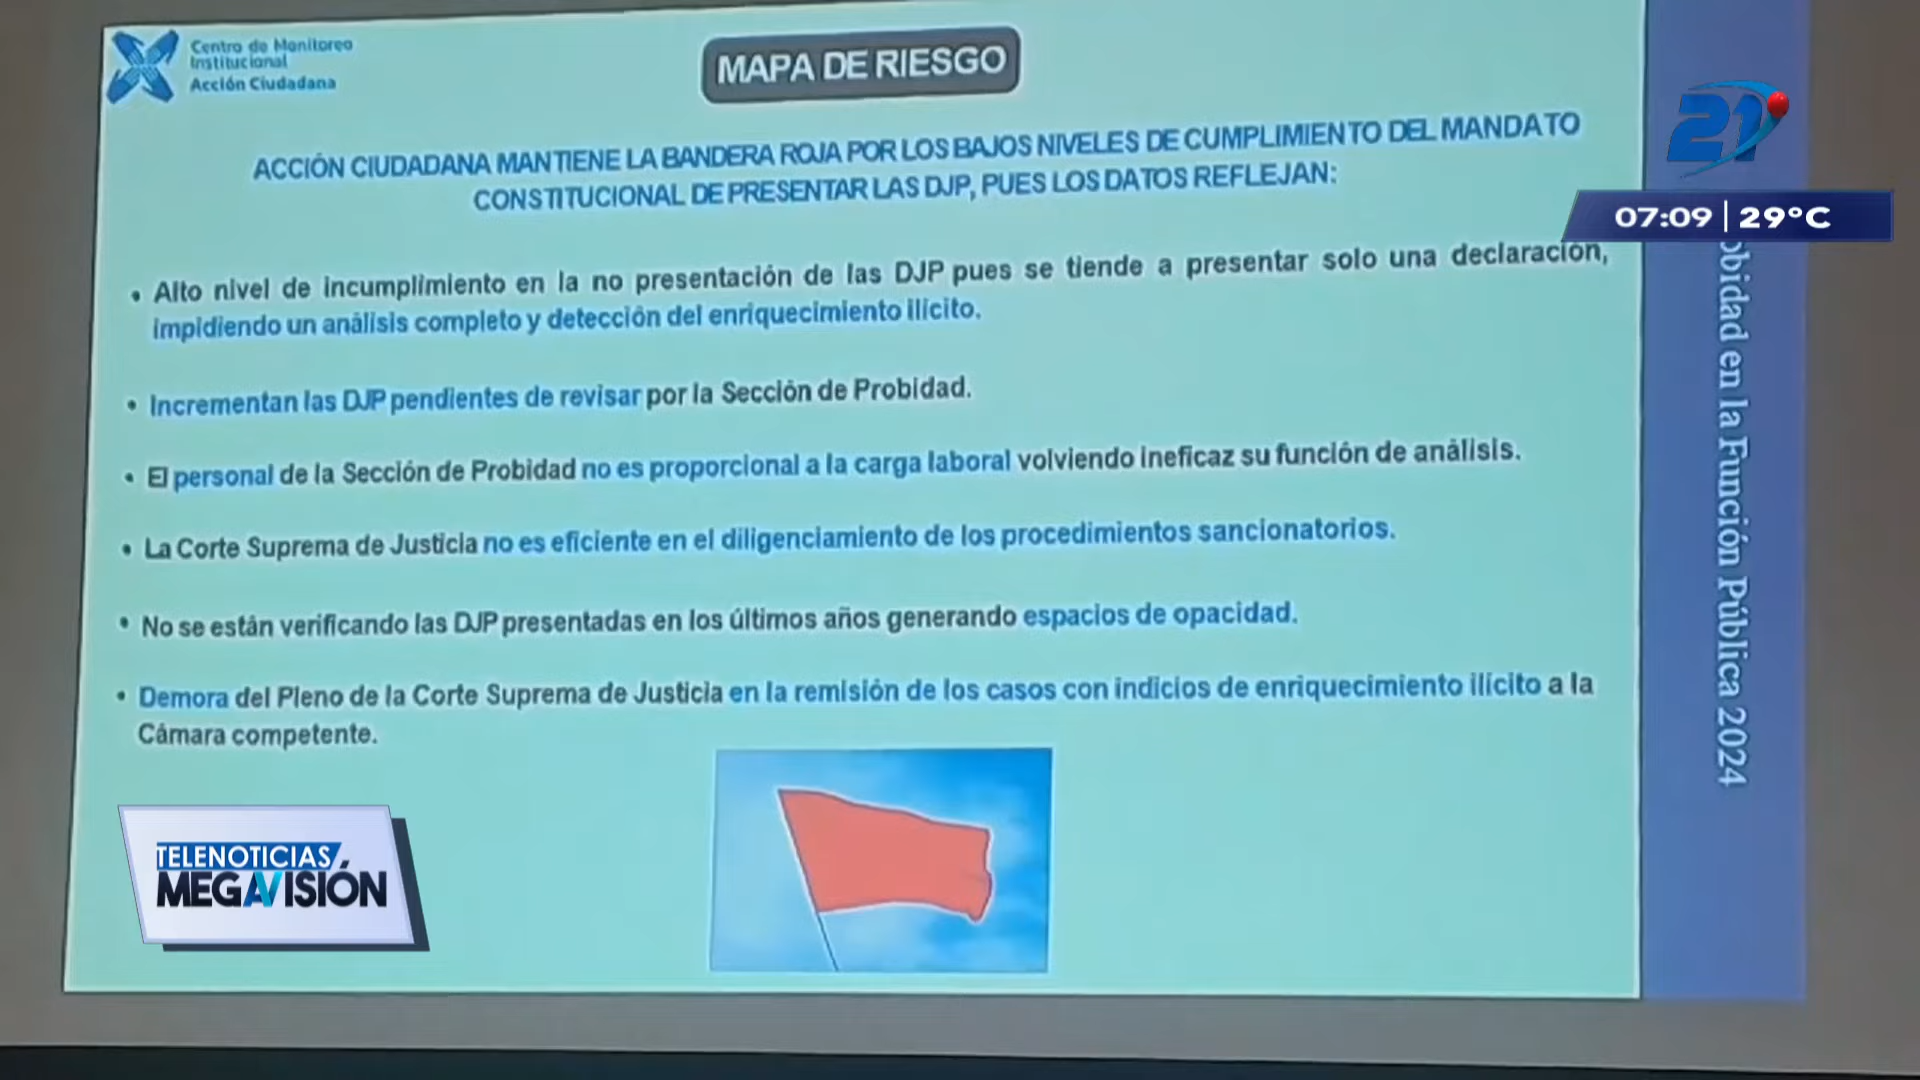 Centro de Monitoreo
Institucional
Acción Ciudadana
MAPA DE RIESGO
21
07:09 | 29°C
ACCIÓN CIUDADANA MANTIENE LA BANDERA ROJA POR LOS BAJOS NIVELES DE CUMPLIMIENTO DEL MANDATO
CONSTITUCIONAL DE PRESENTAR LAS DJP, PUES LOS DATOS REFLEJAN:
• Alto nivel de incumplimiento en la no presentación de las DJP pues se tiende a presentar solo una declaración,
impidiendo un análisis completo y detección del enriquecimiento ilícito.
• Incrementan las DJP pendientes de revisar por la Sección de Probidad.
• El personal de la Sección de Probidad no es proporcional a la carga laboral volviendo ineficaz su función de análisis.
• La Corte Suprema de Justicia no es eficiente en el diligenciamiento de los procedimientos sancionatorios.
• No se están verificando las DJP presentadas en los últimos años generando espacios de opacidad.
• Demora del Pleno de la Corte Suprema de Justicia en la remisión de los casos con indicios de enriquecimiento ilícito a la
Cámara competente.
en la Función Pública 2024
TELENOTICIAS
MEGAVISIÓN